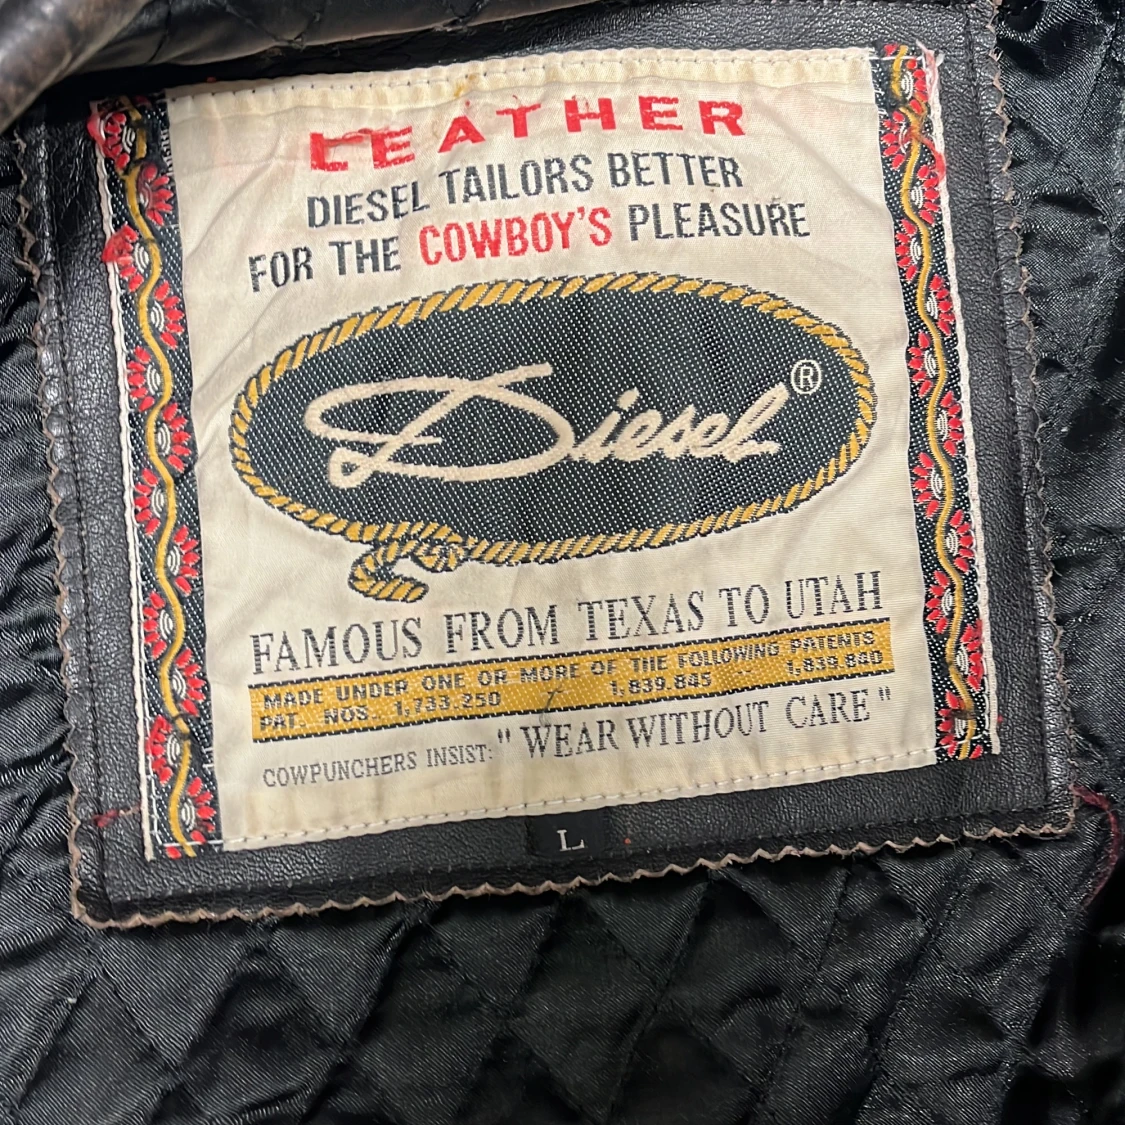 LEATHER
DIESEL TAILORS BETTER
FOR THE COWBOY'S PLEASURE
Diesel®
FAMOUS FROM TEXAS TO UTAH
MADE UNDER ONE OR MORE OF THE FOLLOWING PATENTS
PAT. NOS. 1,733.250 1,839.845 1,839.840
COWPUNCHERS INSIST: "WEAR WITHOUT CARE"
L